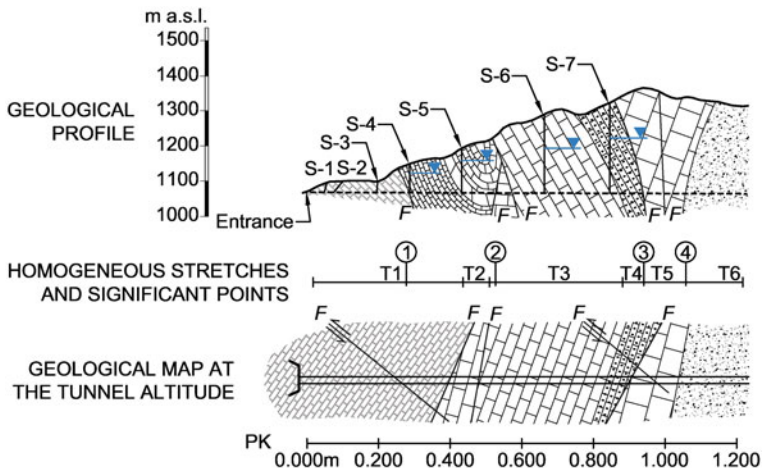 m a.s.l.
1500
1400
1300
1200
1100
1000
GEOLOGICAL
PROFILE
S-1
S-2
S-3
S-4
S-5
S-6
S-7
Entrance
F
F
F
F
F
HOMOGENEOUS STRETCHES
AND SIGNIFICANT POINTS
1
2
3
4
T1
T2
T3
T4
T5
T6
GEOLOGICAL MAP AT
THE TUNNEL ALTITUDE
F
F
F
F
F
PK
0.000m
0.200
0.400
0.600
0.800
1.000
1.200